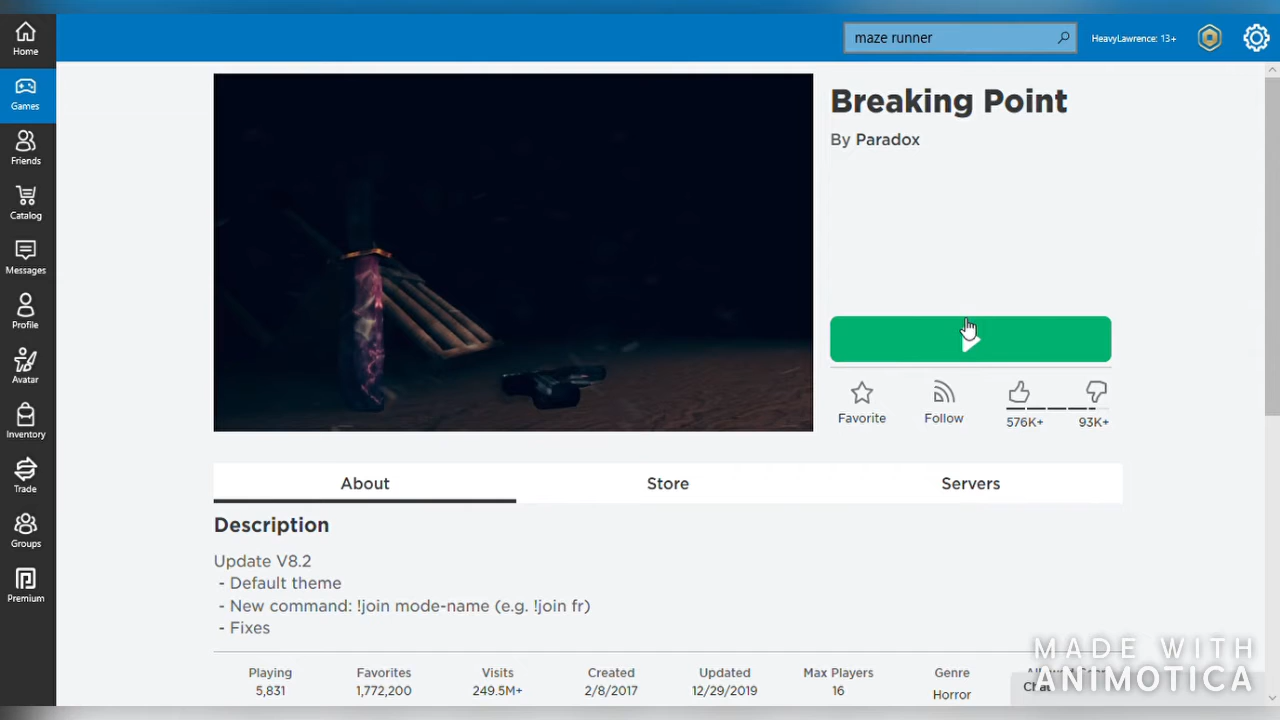 Home
maze runner
HeavyLawrence: 13+
Games
Friends
Catalog
Messages
Profile
Avatar
Inventory
Trade
Groups
Premium
Breaking Point
By Paradox
Favorite
Follow
576K+
93K+
About
Store
Servers
Description
Update V8.2
- Default theme
- New command: !join mode-name (e.g. !join fr)
- Fixes
Playing
Favorites
Visits
Created
Updated
Max Players
Genre
5,831
1,772,200
249.5M+
2/8/2017
12/29/2019
16
Horror
Chat
MADE WITH
ANIMOTICA